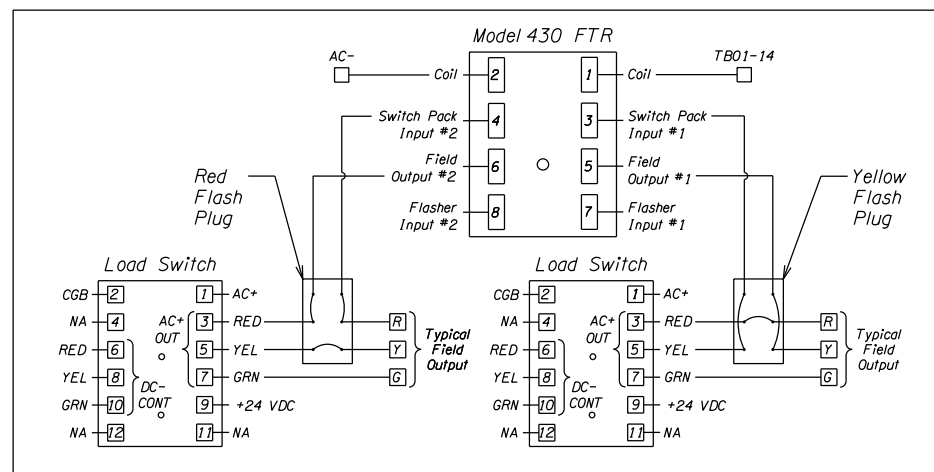 Model 430 FTR
AC-
TB01-14
Coil 2 1 Coil
Switch Pack
Input #2
4 3
Switch Pack
Input #1
Field
Output #2
6 5
Field
Output #1
Flasher
Input #2
8 7
Flasher
Input #1
Red
Flash
Plug
Yellow
Flash
Plug
Load Switch
CGB 2 1 AC+
NA 4 AC+ OUT 3 RED R
RED 6 5 YEL Y
YEL 8 7 GRN G
GRN 10 DC- CONT 9 +24 VDC
NA 12 11 NA
Typical
Field
Output
Load Switch
CGB 2 1 AC+
NA 4 AC+ OUT 3 RED R
RED 6 5 YEL Y
YEL 8 7 GRN G
GRN 10 DC- CONT 9 +24 VDC
NA 12 11 NA
Typical
Field
Output